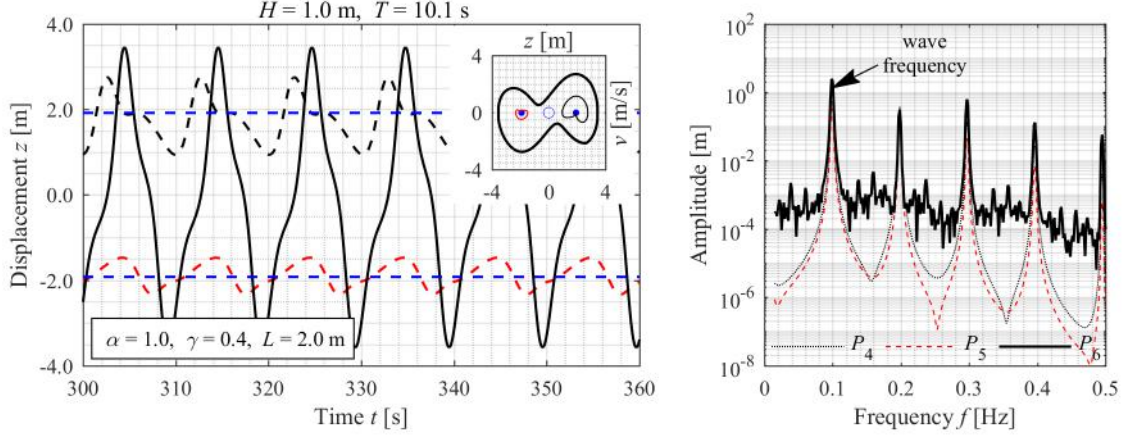 H = 1.0 m, T = 10.1 s
4.0
2.0
0.0
-2.0
-4.0
Displacement z [m]
300
310
320
330
340
350
360
Time t [s]
α = 1.0, γ = 0.4, L = 2.0 m
z [m]
4
0
-4
-4
0
4
v [m/s]
wave
frequency
10^2
10^0
10^-2
10^-4
10^-6
10^-8
Amplitude [m]
P_4
P_5
P_6
0
0.1
0.2
0.3
0.4
0.5
Frequency f [Hz]